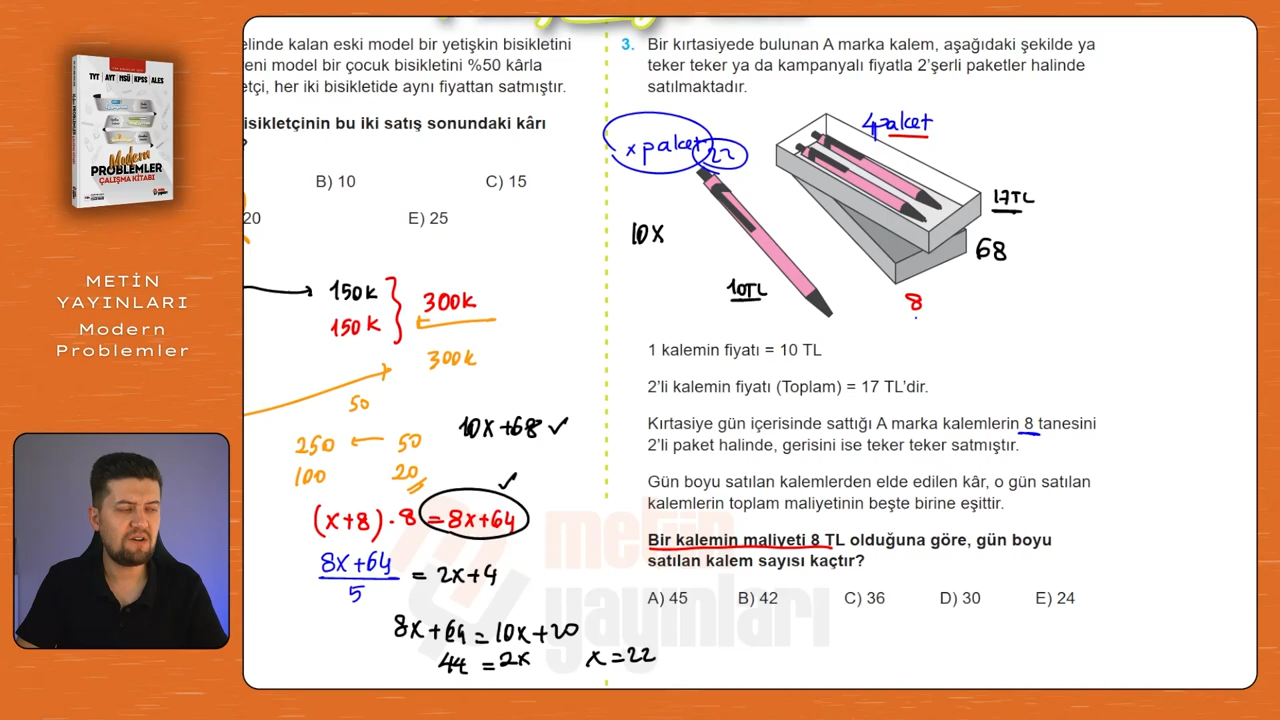 TYT AYT MSÜ KPSS ALES
Modern
PROBLEMLER
ÇALIŞMA KİTABI
METİN
YAYINLARI
Modern
Problemler
elinde kalan eski model bir yetişkin bisikletini
eni model bir çocuk bisikletini %50 kârla
etçi, her iki bisikletide aynı fiyattan satmıştır.
isikletçinin bu iki satış sonundaki kârı
?
B) 10
C) 15
20
E) 25
150k
150k
300k
300k
50
250
50
100
20
10x+68
(x+8).8 = 8x+64
8x+64
5
= 2x+4
8x+64 = 10x+20
44 = 2x
x = 22
3. Bir kırtasiyede bulunan A marka kalem, aşağıdaki şekilde ya
teker teker ya da kampanyalı fiyatla 2'şerli paketler halinde
satılmaktadır.
x paket
22
4paket
10x
17TL
68
10TL
8
1 kalemin fiyatı = 10 TL
2'li kalemin fiyatı (Toplam) = 17 TL'dir.
Kırtasiye gün içerisinde sattığı A marka kalemlerin 8 tanesini
2'li paket halinde, gerisini ise teker teker satmıştır.
Gün boyu satılan kalemlerden elde edilen kâr, o gün satılan
kalemlerin toplam maliyetinin beşte birine eşittir.
Bir kalemin maliyeti 8 TL olduğuna göre, gün boyu
satılan kalem sayısı kaçtır?
A) 45
B) 42
C) 36
D) 30
E) 24
metin
yayınları